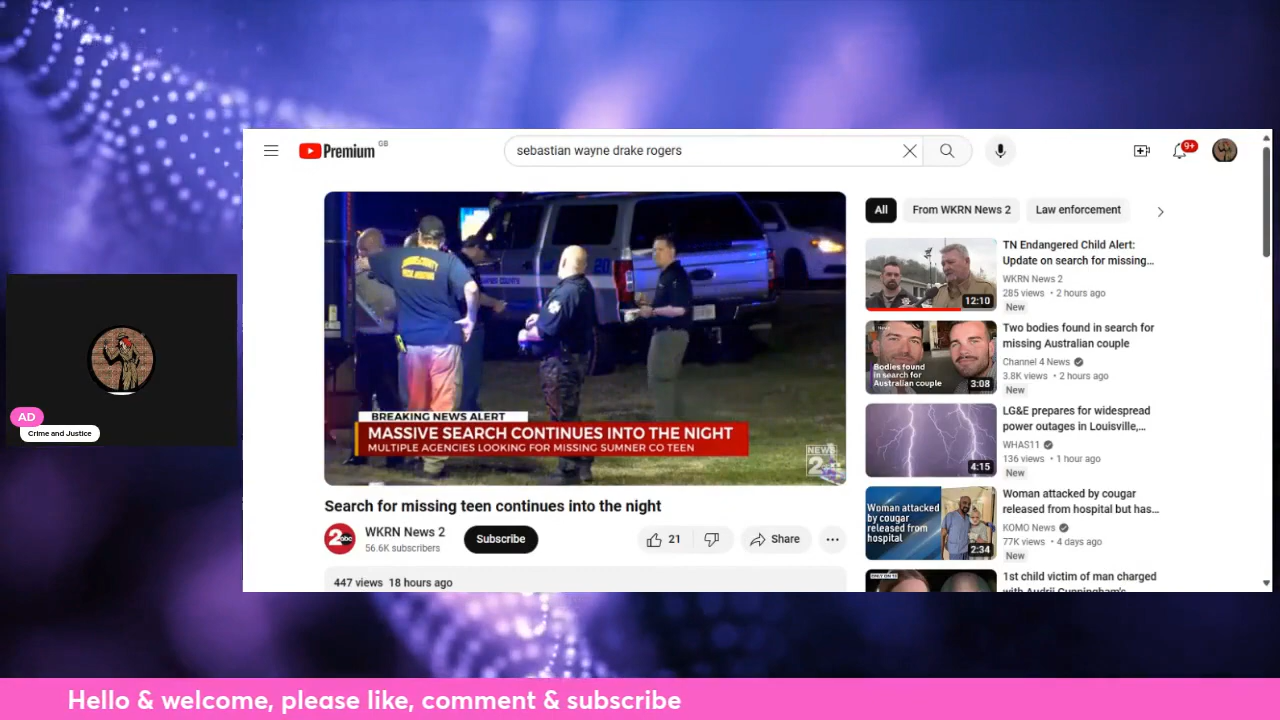 Premium GB
sebastian wayne drake rogers
9+
BREAKING NEWS ALERT
MASSIVE SEARCH CONTINUES INTO THE NIGHT
MULTIPLE AGENCIES LOOKING FOR MISSING SUMNER CO TEEN
NEWS
2
Search for missing teen continues into the night
2 abc
WKRN News 2
56.6K subscribers
Subscribe
21
Share
...
447 views 18 hours ago
All
From WKRN News 2
Law enforcement
12:10
TN Endangered Child Alert:
Update on search for missing...
WKRN News 2
285 views • 2 hours ago
New
Bodies found
in search for
Australian couple
3:08
Two bodies found in search for
missing Australian couple
Channel 4 News
3.8K views • 2 hours ago
New
4:15
LG&E prepares for widespread
power outages in Louisville,...
WHAS11
136 views • 1 hour ago
New
Woman attacked
by cougar
released from
hospital
2:34
Woman attacked by cougar
released from hospital but has...
KOMO News
77K views • 4 days ago
New
1st child victim of man charged
with Audrii Cunningham's
AD
Crime and Justice
Hello & welcome, please like, comment & subscribe